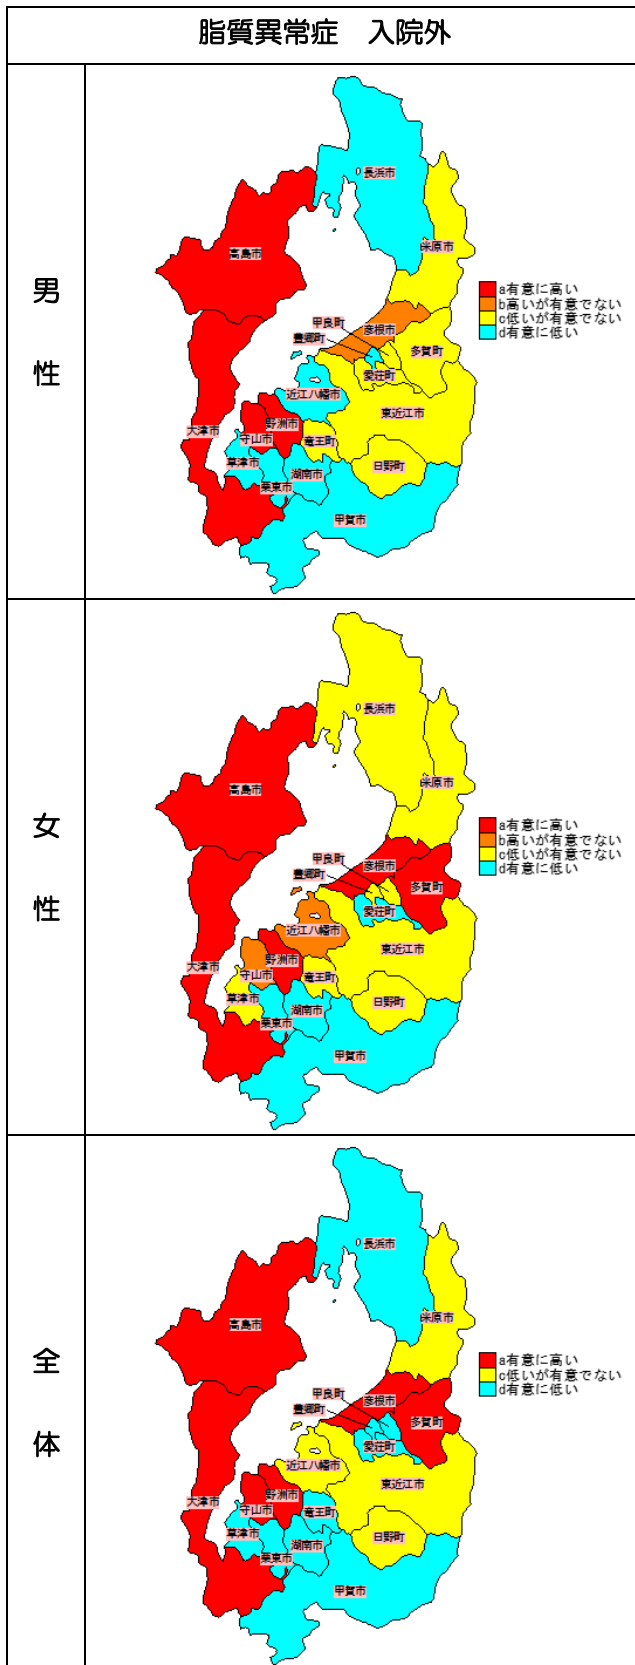 脂質異常症　入院外
男性
長浜市
高島市
米原市
a有意に高い
b高いが有意でない
c低いが有意でない
d有意に低い
甲良町
彦根市
豊郷町
多賀町
愛荘町
近江八幡市
東近江市
大津市
野洲市
守山市
竜王町
草津市
日野町
湖南市
栗東市
甲賀市
女性
長浜市
米原市
高島市
a有意に高い
b高いが有意でない
c低いが有意でない
d有意に低い
甲良町
彦根市
豊郷町
多賀町
愛荘町
近江八幡市
東近江市
大津市
野洲市
守山市
竜王町
草津市
日野町
湖南市
栗東市
甲賀市
全体
長浜市
米原市
高島市
a有意に高い
c低いが有意でない
d有意に低い
甲良町
彦根市
豊郷町
多賀町
愛荘町
近江八幡市
東近江市
大津市
野洲市
守山市
竜王町
草津市
日野町
湖南市
栗東市
甲賀市